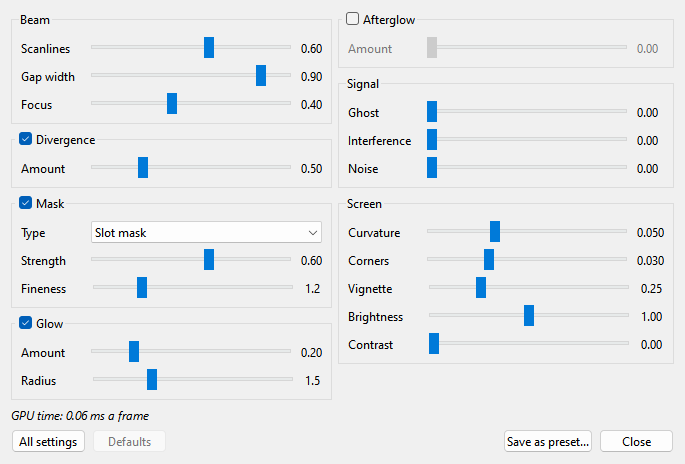 Beam
Scanlines 0.60
Gap width 0.90
Focus 0.40
Divergence
Amount 0.50
Mask
Type Slot mask
Strength 0.60
Fineness 1.2
Glow
Amount 0.20
Radius 1.5
Afterglow
Amount 0.00
Signal
Ghost 0.00
Interference 0.00
Noise 0.00
Screen
Curvature 0.050
Corners 0.030
Vignette 0.25
Brightness 1.00
Contrast 0.00
GPU time: 0.06 ms a frame
All settings Defaults Save as preset... Close